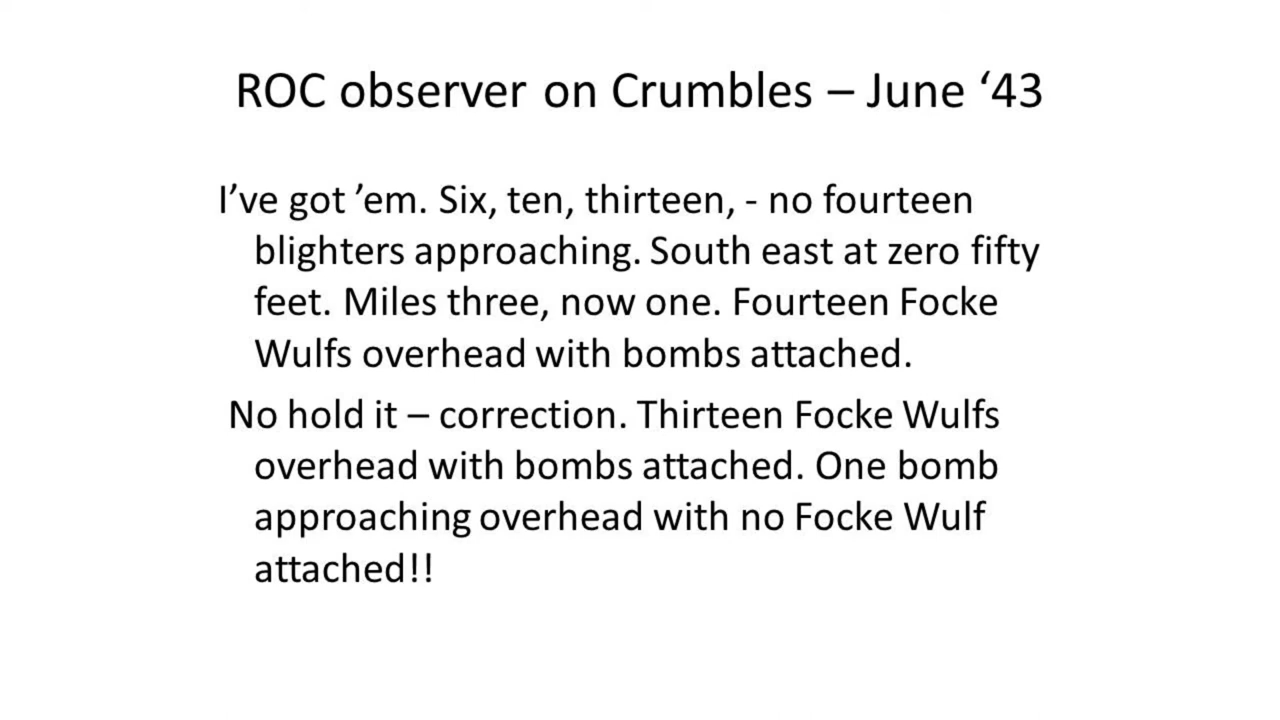 ROC observer on Crumbles – June ‘43
I’ve got ’em. Six, ten, thirteen, - no fourteen
blighters approaching. South east at zero fifty
feet. Miles three, now one. Fourteen Focke
Wulfs overhead with bombs attached.
No hold it – correction. Thirteen Focke Wulfs
overhead with bombs attached. One bomb
approaching overhead with no Focke Wulf
attached!!